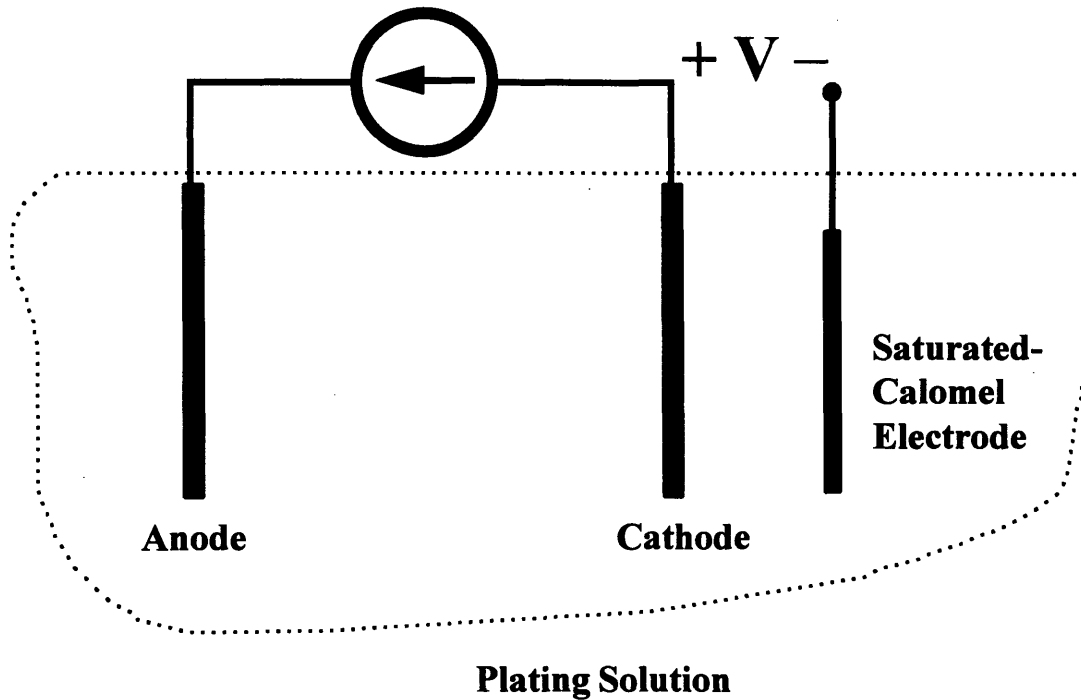 + V −
Saturated-
Calomel
Electrode
Anode
Cathode
Plating Solution